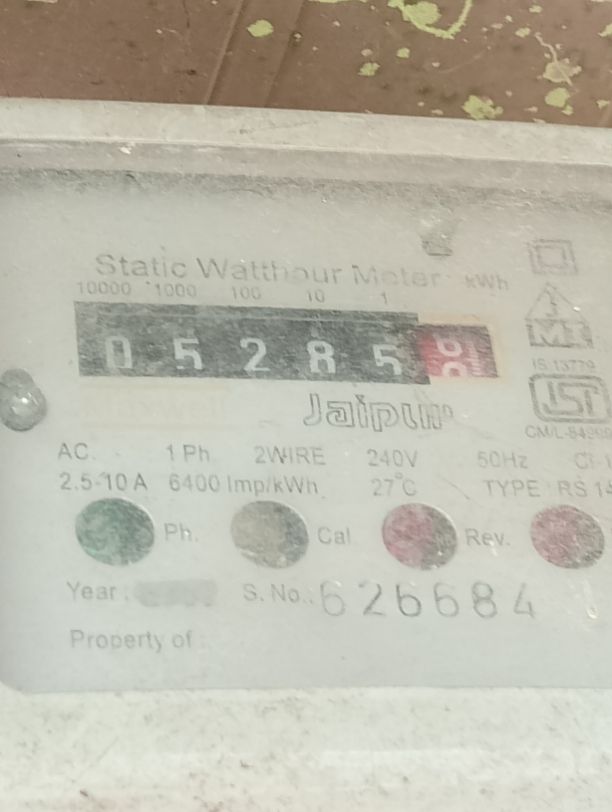 Static Watthour Meter kWh
10000 1000 100 10 1
0 5 2 8 5
Jaipur
IS:13779
CM/L-
AC. 1 Ph 2WIRE 240V 50Hz
2.5-10 A 6400 Imp/kWh 27°C TYPE RS
Ph. Cal Rev.
Year : S. No.: 626684
Property of :